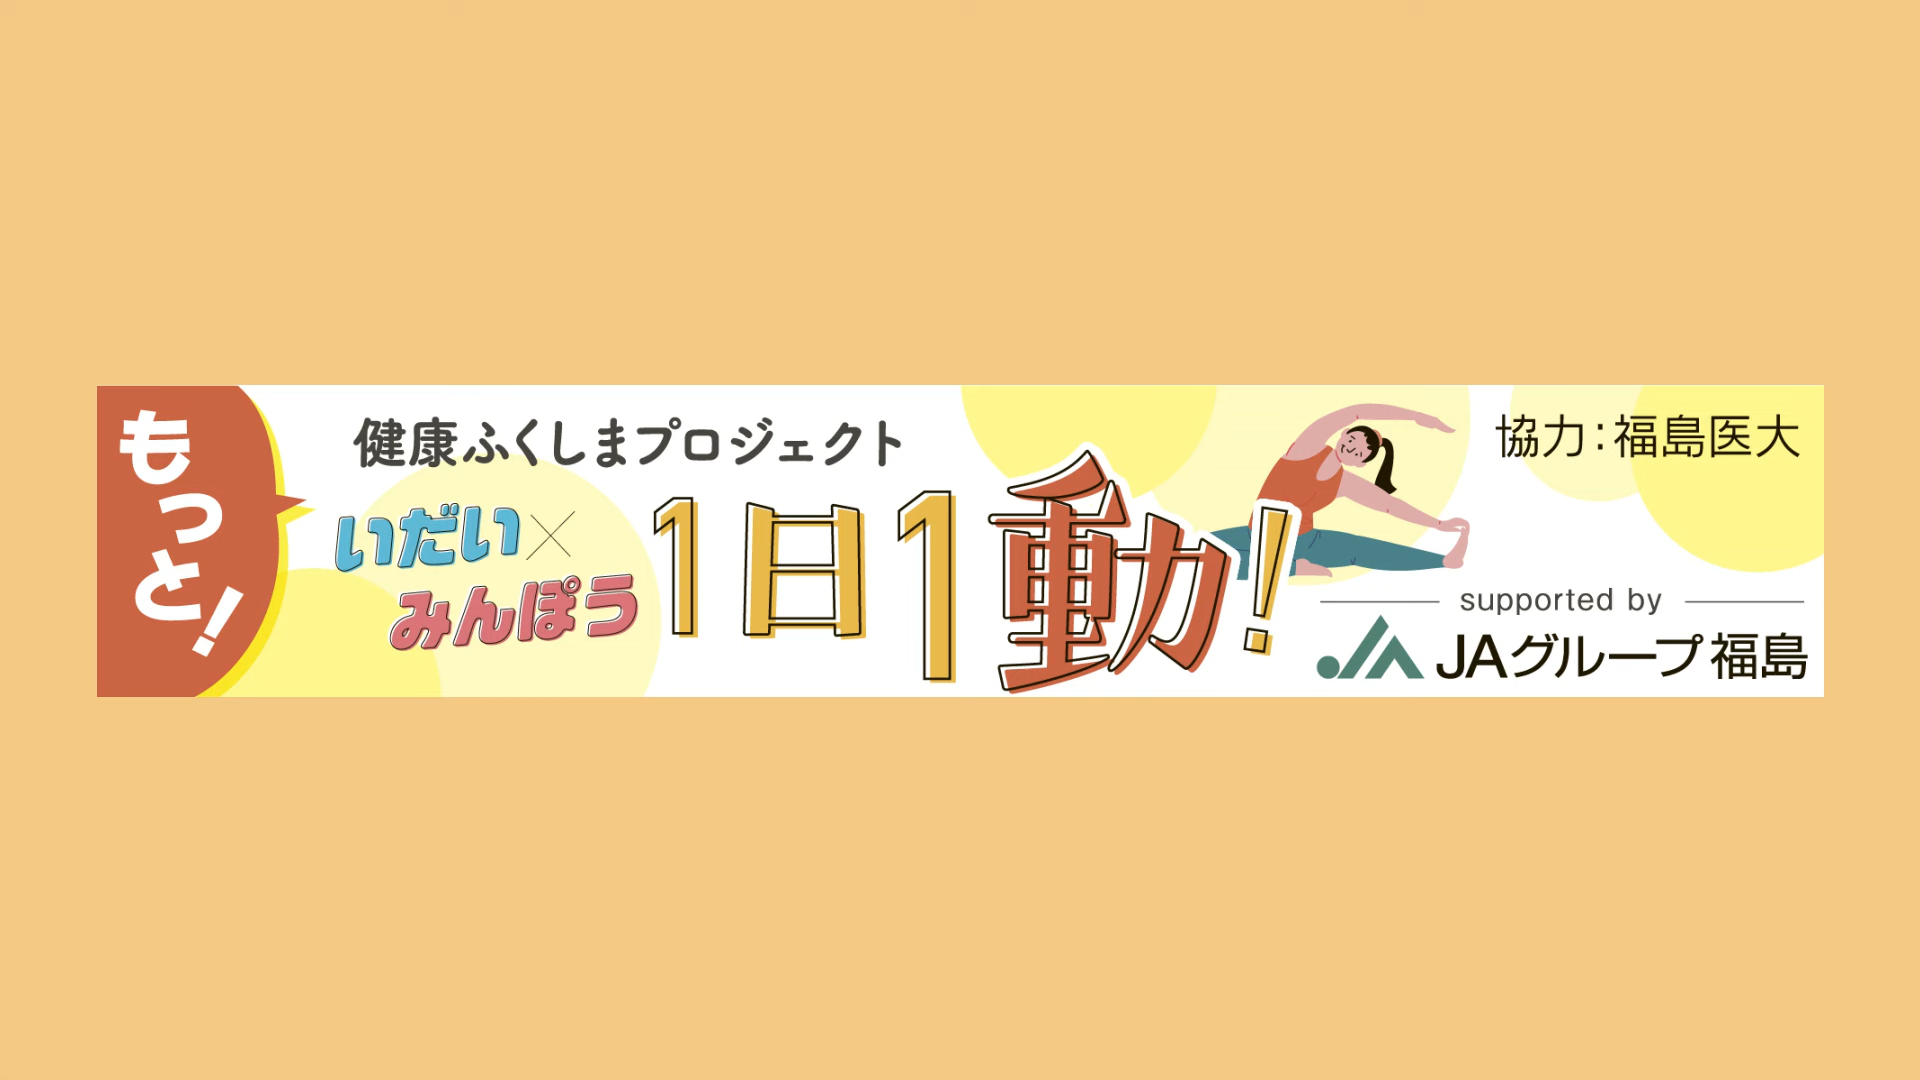 もっと!
健康ふくしまプロジェクト
いだい×
みんぽう
1日1動!
協力:福島医大
supported by
JAグループ福島